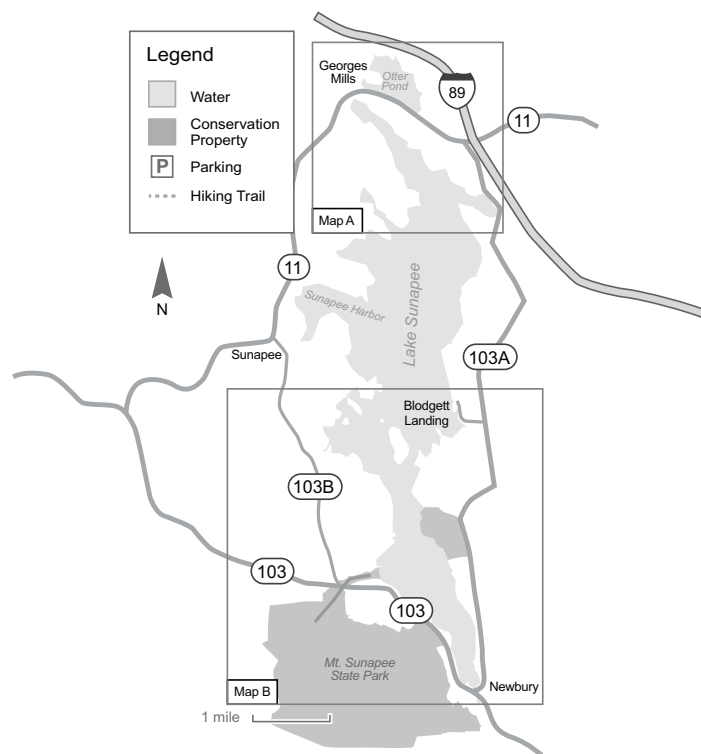 Legend
Water
Conservation
Property
P
Parking
Hiking Trail
Georges
Mills
Otter
Pond
89
11
Map A
11
N
Sunapee Harbor
Lake Sunapee
Sunapee
103A
Blodgett
Landing
103B
103
103
Mt. Sunapee
State Park
Map B
Newbury
1 mile